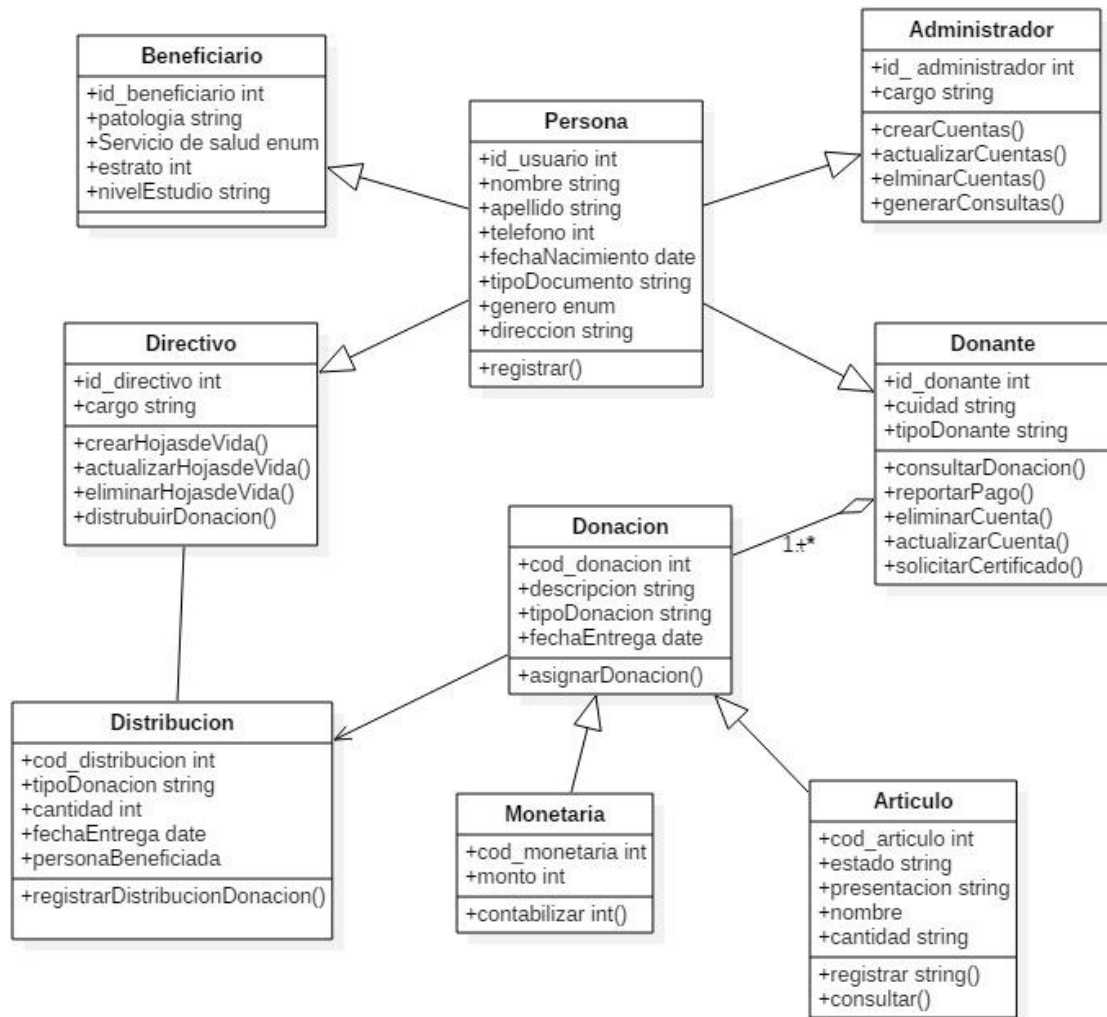 Beneficiario
+id_beneficiario int
+patologia string
+Servicio de salud enum
+estrato int
+nivelEstudio string
Persona
+id_usuario int
+nombre string
+apellido string
+telefono int
+fechaNacimiento date
+tipoDocumento string
+genero enum
+direccion string
+registrar()
Administrador
+id_ administrador int
+cargo string
+crearCuentas()
+actualizarCuentas()
+elminarCuentas()
+generarConsultas()
Directivo
+id_directivo int
+cargo string
+crearHojasdeVida()
+actualizarHojasdeVida()
+eliminarHojasdeVida()
+distrubuirDonacion()
Donante
+id_donante int
+cuidad string
+tipoDonante string
+consultarDonacion()
+reportarPago()
+eliminarCuenta()
+actualizarCuenta()
+solicitarCertificado()
Donacion
+cod_donacion int
+descripcion string
+tipoDonacion string
+fechaEntrega date
+asignarDonacion()
Distribucion
+cod_distribucion int
+tipoDonacion string
+cantidad int
+fechaEntrega date
+personaBeneficiada
+registrarDistribucionDonacion()
Monetaria
+cod_monetaria int
+monto int
+contabilizar int()
Articulo
+cod_articulo int
+estado string
+presentacion string
+nombre
+cantidad string
+registrar string()
+consultar()